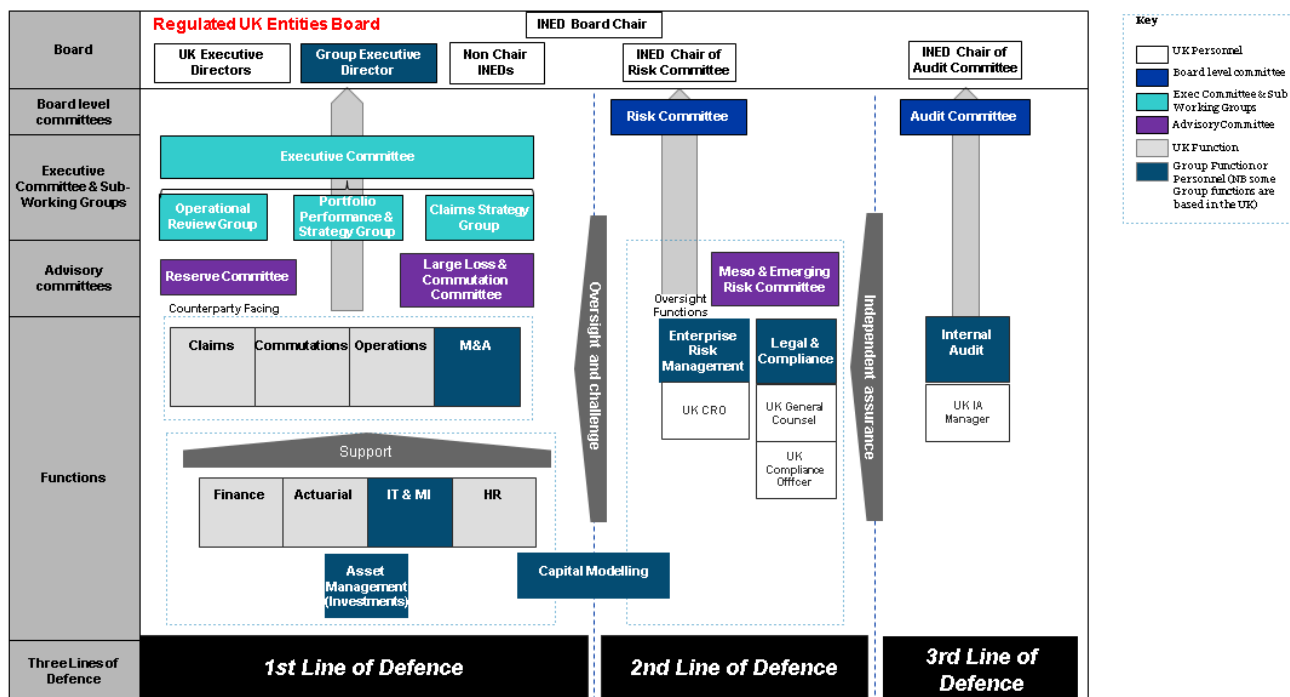 Board
Regulated UK Entities Board
INED Board Chair
UK Executive
Directors
Group Executive
Director
Non Chair
INEDs
INED Chair of
Risk Committee
INED Chair of
Audit Committee
Board level
committees
Risk Committee
Audit Committee
Executive
Committee & Sub-
Working Groups
Executive Committee
Operational
Review Group
Portfolio
Performance &
Strategy Group
Claims Strategy
Group
Advisory
committees
Reserve Committee
Large Loss &
Commutation
Committee
Meso & Emerging
Risk Committee
Functions
Counterparty Facing
Claims
Commutations
Operations
M&A
Support
Finance
Actuarial
IT & MI
HR
Asset
Management
(Investments)
Capital Modelling
Oversight and challenge
Oversight
Functions
Enterprise
Risk
Management
UK CRO
Legal &
Compliance
UK General
Counsel
UK
Compliance
Offfcer
Independent assurance
Internal
Audit
UK IA
Manager
Three Lines of
Defence
1st Line of Defence
2nd Line of Defence
3rd Line of
Defence
Key
UK Personnel
Board level committee
Exec Committee & Sub
Working Groups
Advisory Committee
UK Function
Group Function or
Personnel (NB some
Group functions are
based in the UK)